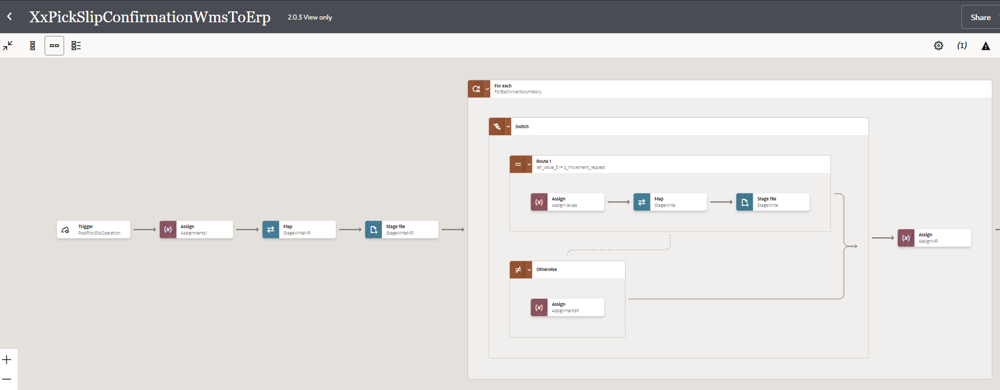 XxPickSlipConfirmationWmsToErp
2.0.3 View only
Share
(I)
For each
ForEachInventoryHistory
Switch
Route 1
ref_value_3 != p_movement_request
(x)
Assign
AssignValues
Map
StageWrite
Stage file
StageWrite
Trigger
PostPickSlipOperation
(x)
Assign
Assignments1
Map
StageWriteMR
Stage file
StageWriteMR
(x)
Assign
AssignMR
Otherwise
(x)
Assign
Assignments9